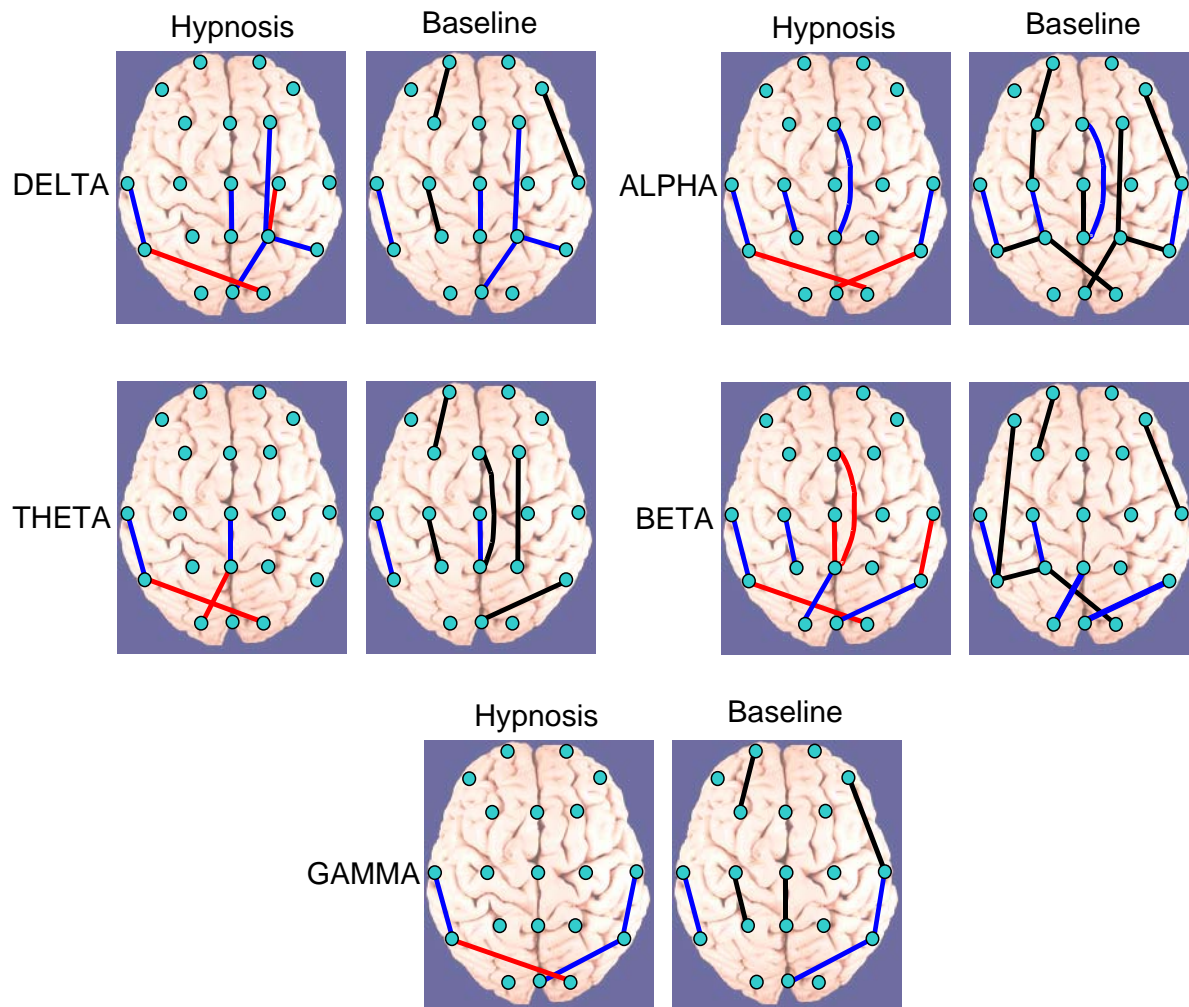 Hypnosis Baseline Hypnosis Baseline
DELTA ALPHA
THETA BETA
Hypnosis Baseline
GAMMA